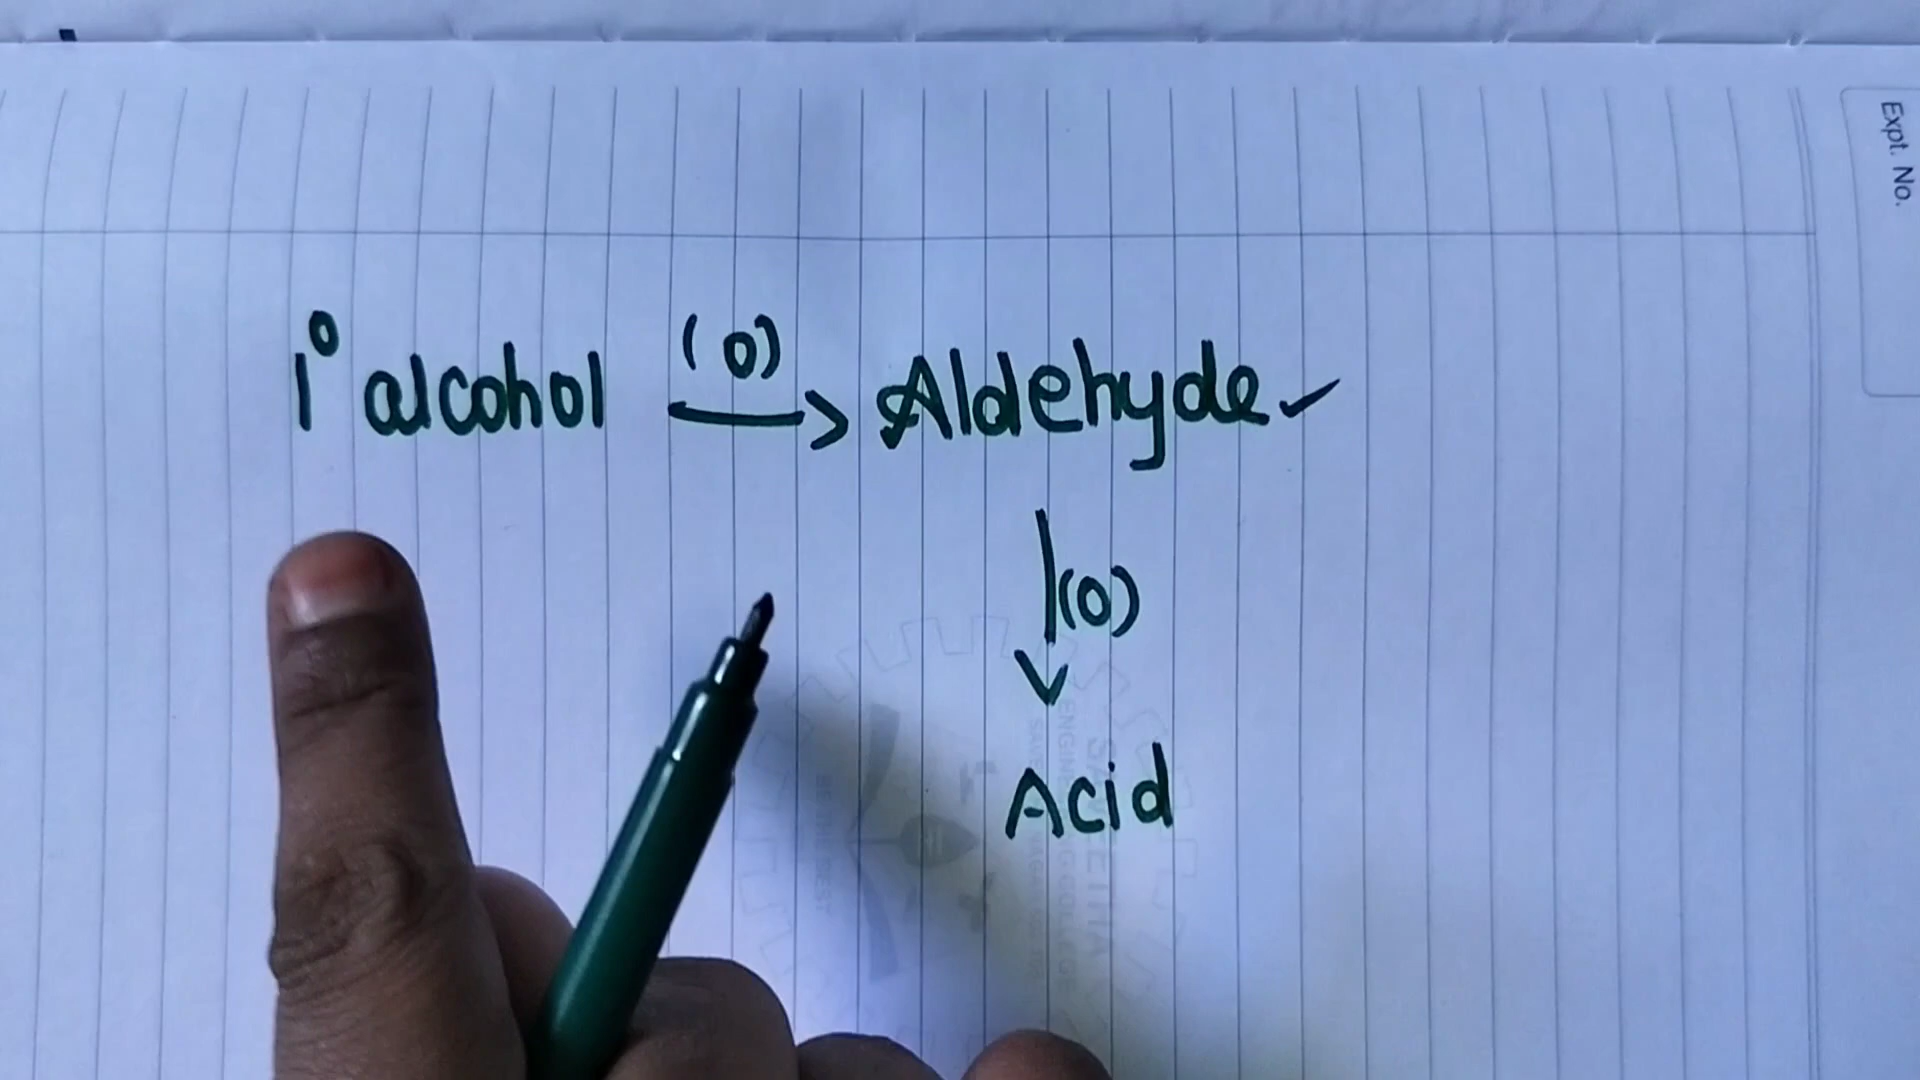 1° alcohol (O) → Aldehyde ✓
(O)
Acid
Expt. No.